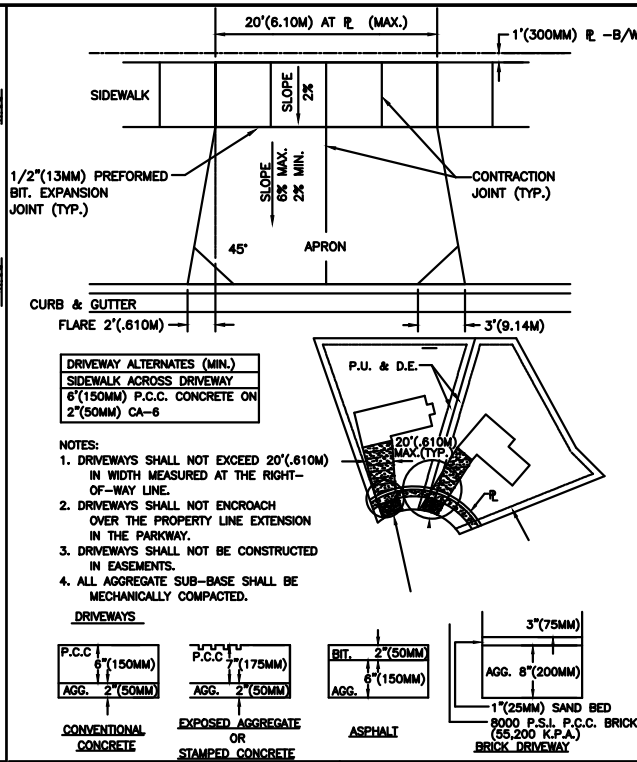 20'(6.10M) AT ⅊ (MAX.)
1'(300MM) ⅊ -B/W
SIDEWALK
SLOPE
2%
1/2"(13MM) PREFORMED
BIT. EXPANSION
JOINT (TYP.)
SLOPE
6% MAX.
2% MIN.
CONTRACTION
JOINT (TYP.)
45°
APRON
CURB & GUTTER
FLARE 2'(.610M)
3'(9.14M)
DRIVEWAY ALTERNATES (MIN.)
SIDEWALK ACROSS DRIVEWAY
6"(150MM) P.C.C. CONCRETE ON
2"(50MM) CA-6
P.U. & D.E.
20'(.610M)
MAX.(TYP.)
⅊
NOTES:
1. DRIVEWAYS SHALL NOT EXCEED 20'(.610M)
IN WIDTH MEASURED AT THE RIGHT-
OF-WAY LINE.
2. DRIVEWAYS SHALL NOT ENCROACH
OVER THE PROPERTY LINE EXTENSION
IN THE PARKWAY.
3. DRIVEWAYS SHALL NOT BE CONSTRUCTED
IN EASEMENTS.
4. ALL AGGREGATE SUB-BASE SHALL BE
MECHANICALLY COMPACTED.
DRIVEWAYS
P.C.C
6"(150MM)
AGG. 2"(50MM)
CONVENTIONAL
CONCRETE
P.C.C
7"(175MM)
AGG. 2"(50MM)
EXPOSED AGGREGATE
OR
STAMPED CONCRETE
BIT. 2"(50MM)
6"(150MM)
AGG.
ASPHALT
3"(75MM)
AGG. 8"(200MM)
1"(25MM) SAND BED
8000 P.S.I. P.C.C. BRICK
(55,200 K.P.A.)
BRICK DRIVEWAY